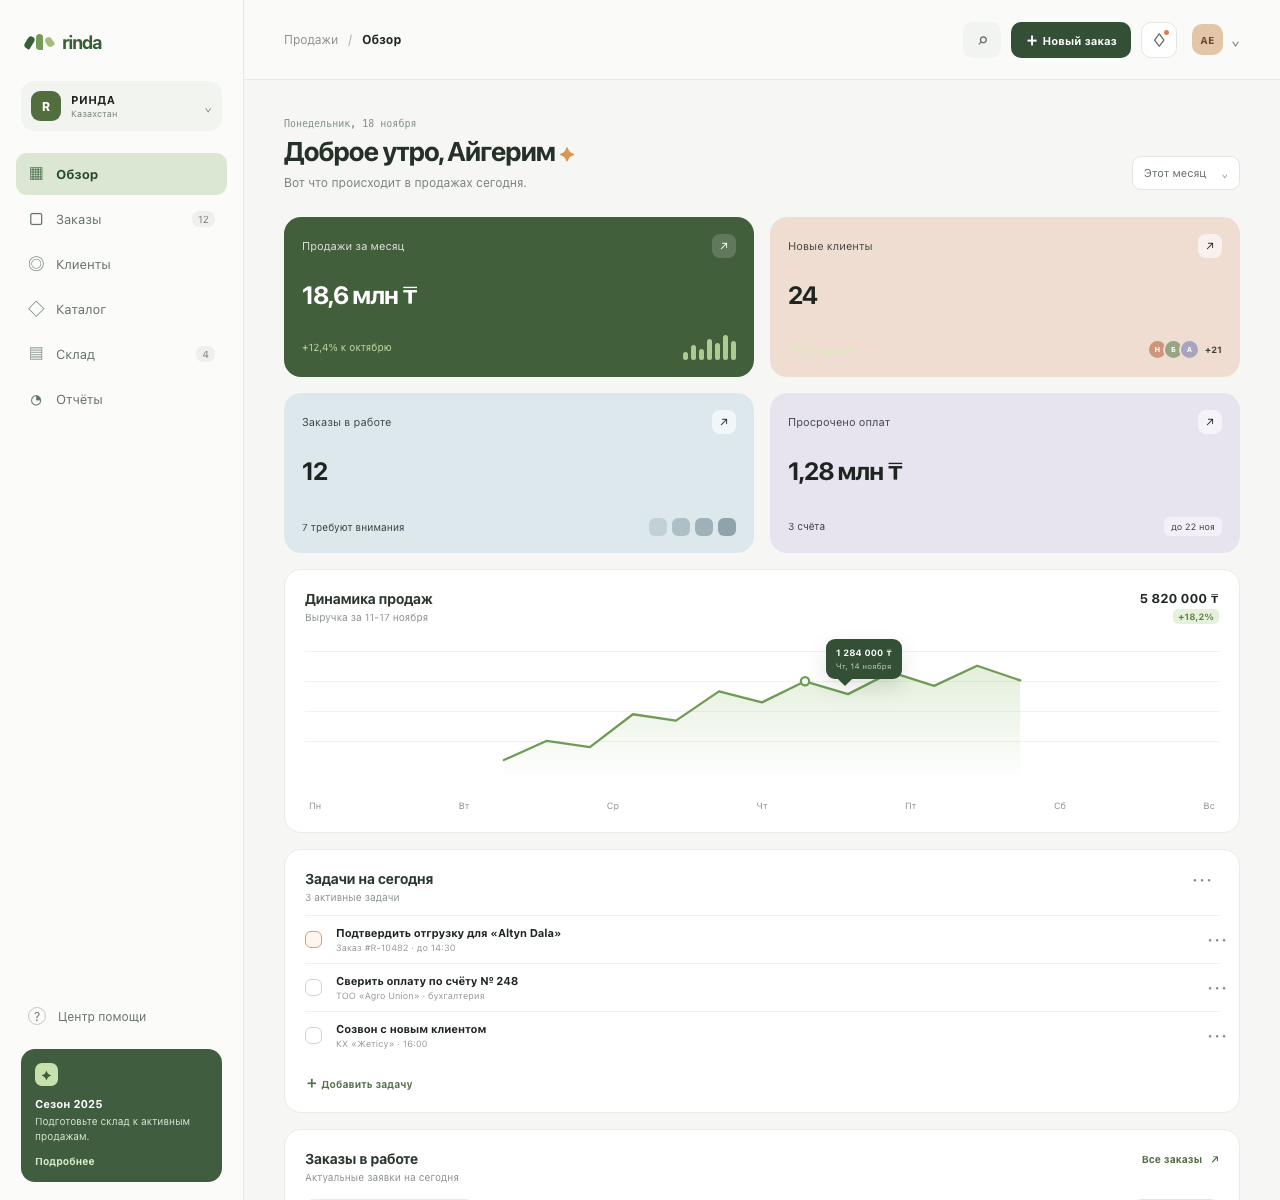 rinda
R
РИНДА
Казахстан
Обзор
Заказы
12
Клиенты
Каталог
Склад
4
Отчёты
? Центр помощи
Сезон 2025
Подготовьте склад к активным
продажам.
Подробнее
Продажи / Обзор
+ Новый заказ
АЕ
Понедельник, 18 ноября
Доброе утро, Айгерим
Вот что происходит в продажах сегодня.
Этот месяц
Продажи за месяц
18,6 млн ₸
+12,4% к октябрю
Новые клиенты
24
Н Б А +21
Заказы в работе
12
7 требуют внимания
Просрочено оплат
1,28 млн ₸
3 счёта
до 22 ноя
Динамика продаж
Выручка за 11-17 ноября
5 820 000 ₸
+18,2%
1 284 000 ₸
Чт, 14 ноября
Пн Вт Ср Чт Пт Сб Вс
Задачи на сегодня
3 активные задачи
Подтвердить отгрузку для «Altyn Dala»
Заказ #R-10482 · до 14:30
Сверить оплату по счёту № 248
ТОО «Agro Union» · бухгалтерия
Созвон с новым клиентом
КХ «Жетісу» · 16:00
+ Добавить задачу
Заказы в работе
Актуальные заявки на сегодня
Все заказы